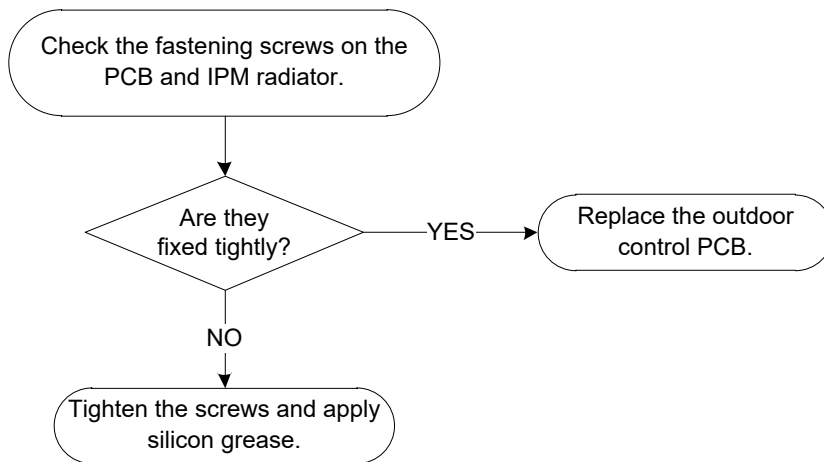 Check the fastening screws on the
PCB and IPM radiator.
Are they
fixed tightly?
YES
Replace the outdoor
control PCB.
NO
Tighten the screws and apply
silicon grease.